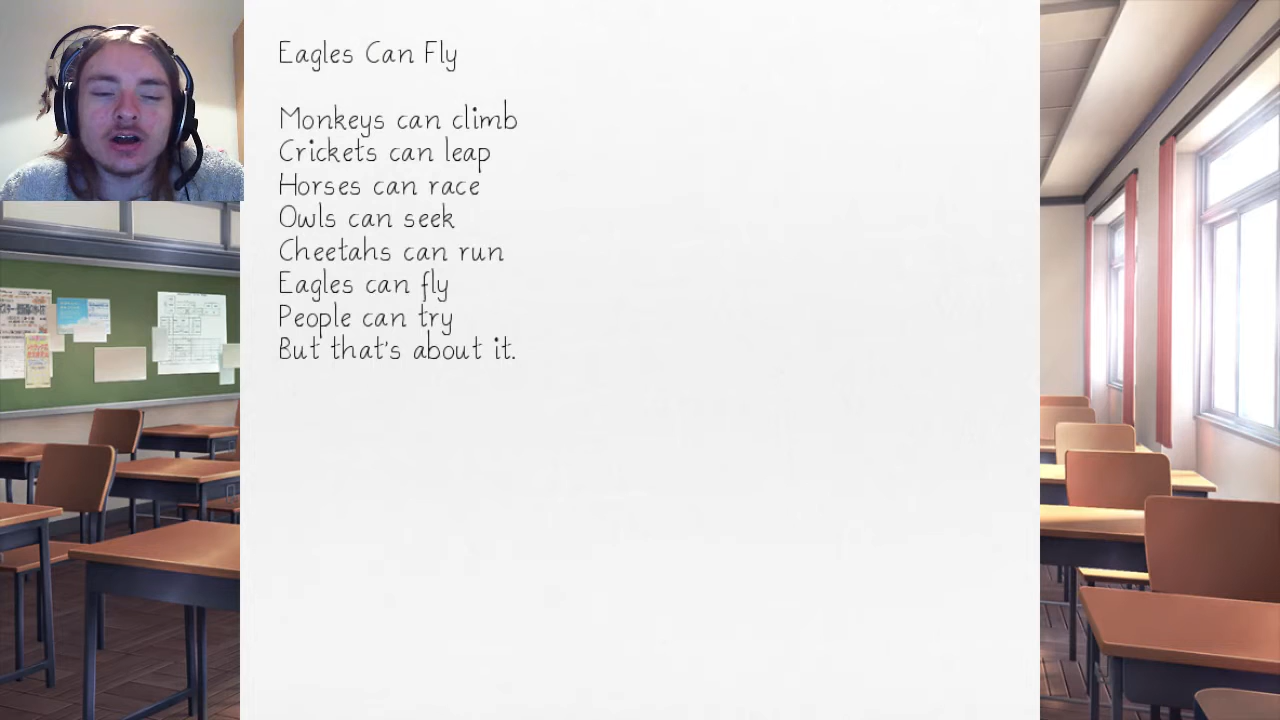 Eagles Can Fly
Monkeys can climb
Crickets can leap
Horses can race
Owls can seek
Cheetahs can run
Eagles can fly
People can try
But that's about it.